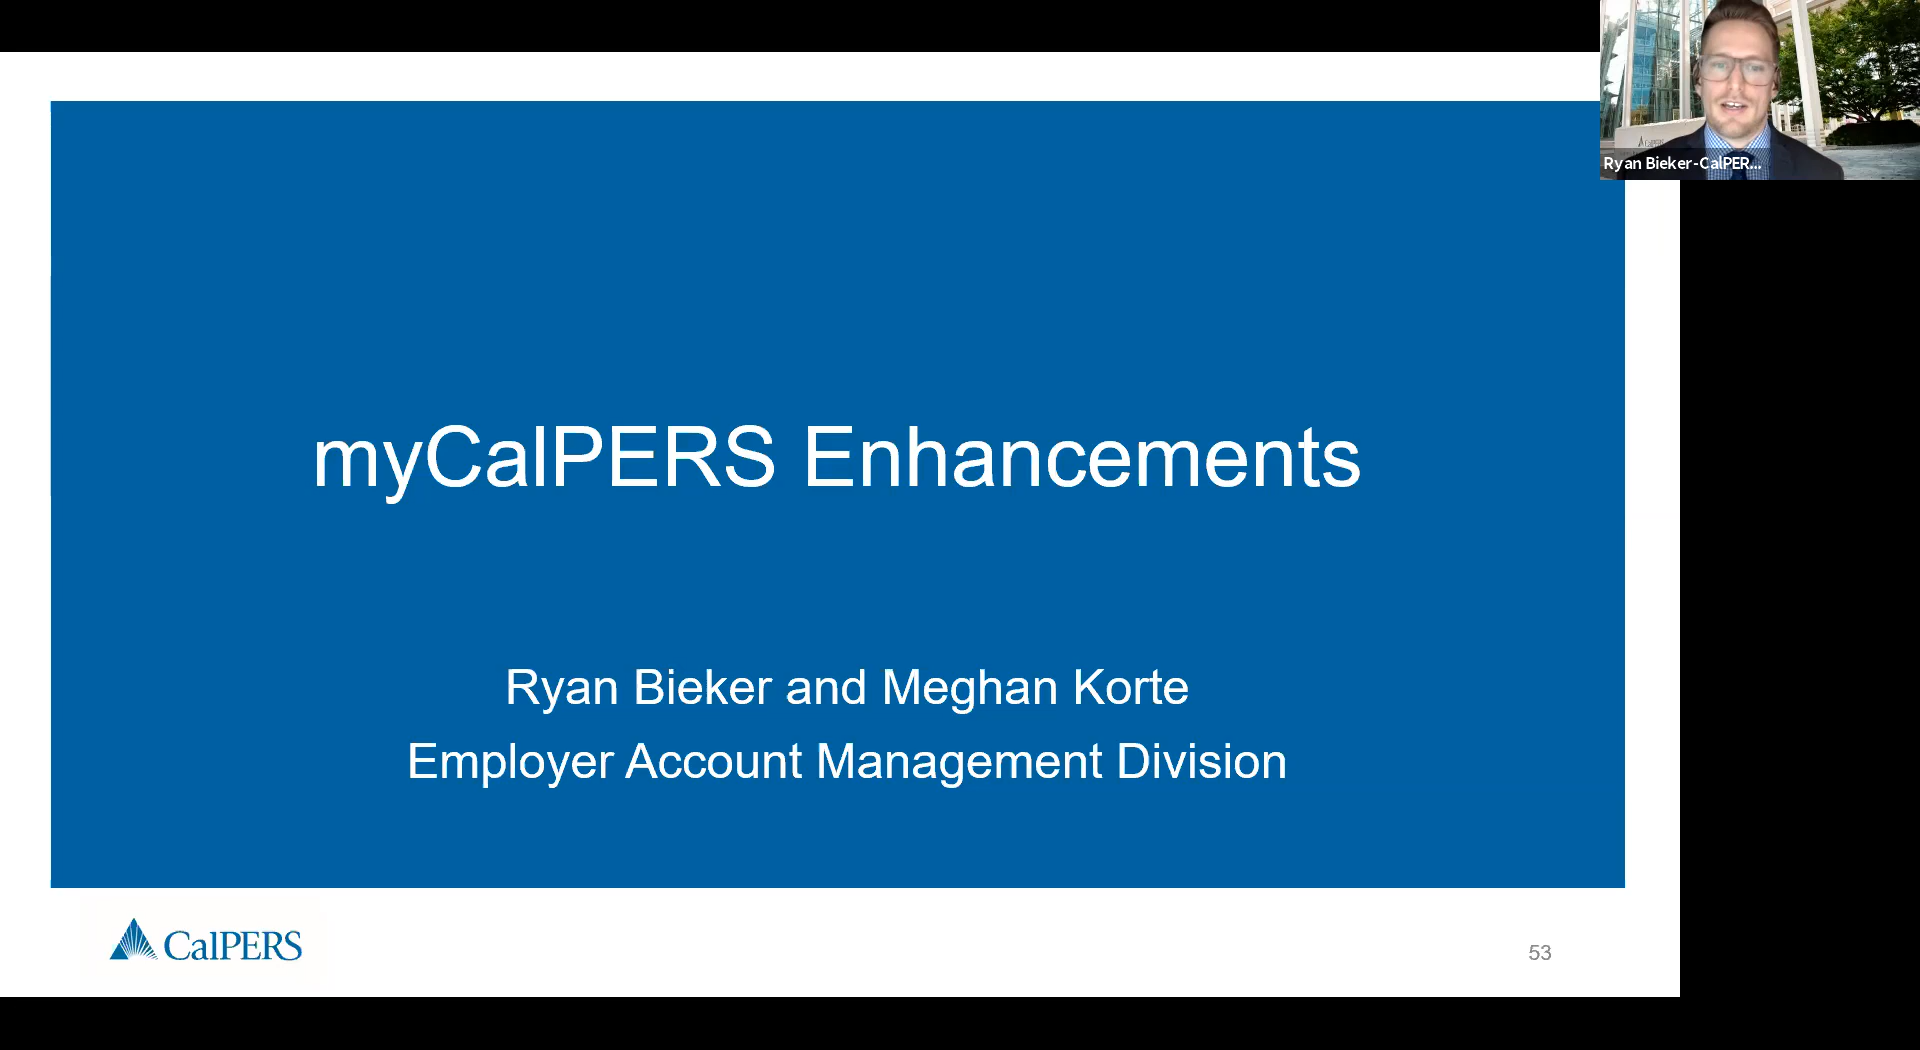 Ryan Bieker-CalPER...
myCalPERS Enhancements
Ryan Bieker and Meghan Korte
Employer Account Management Division
CalPERS
53